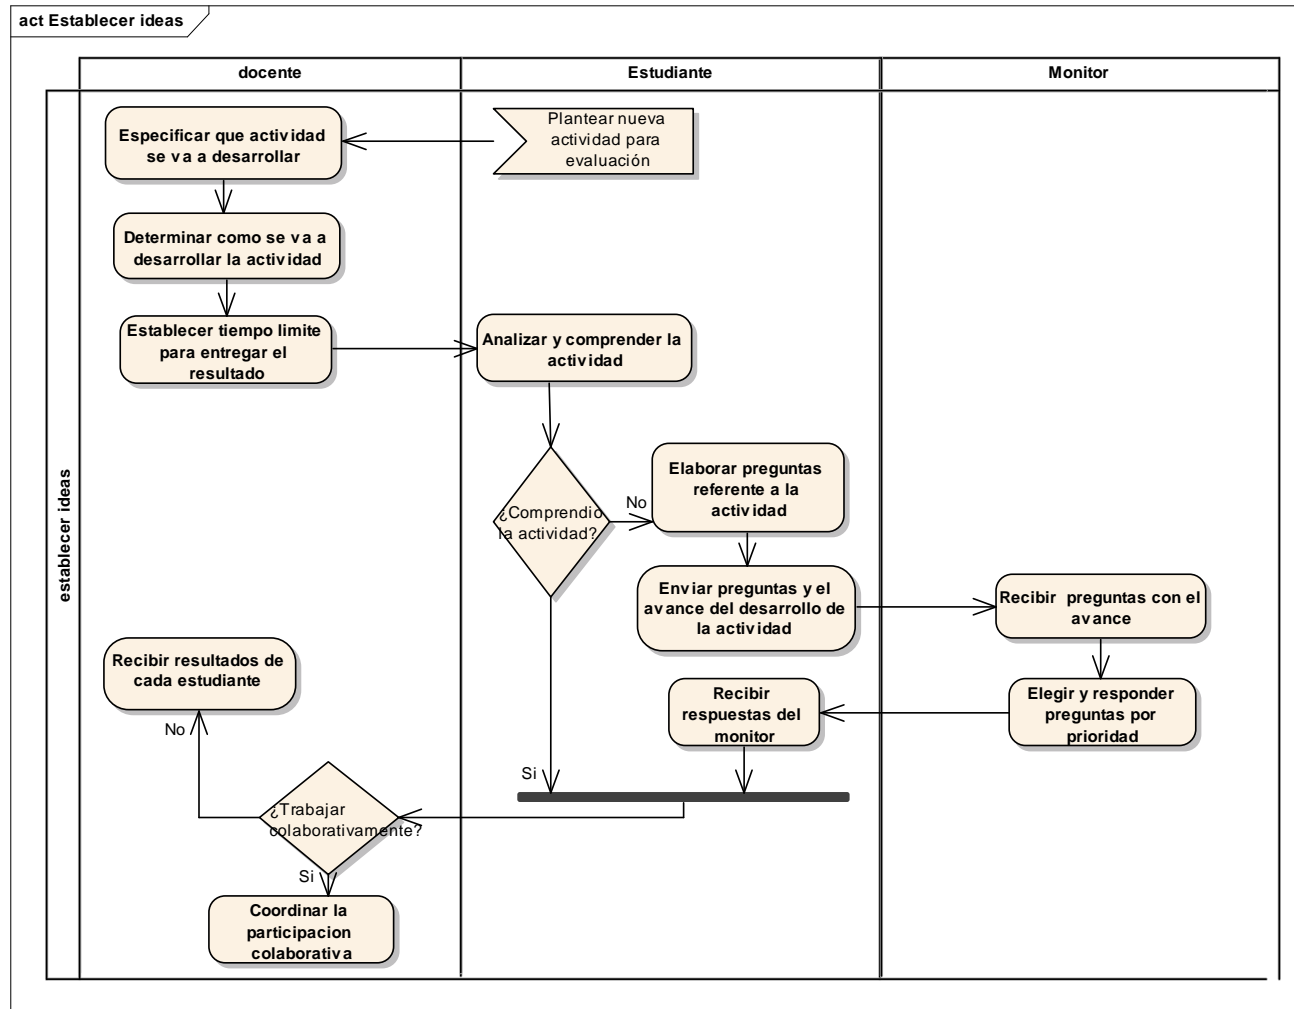 act Establecer ideas
docente
Estudiante
Monitor
establecer ideas
Especificar que actividad
se va a desarrollar
Plantear nueva
actividad para
evaluación
Determinar como se va a
desarrollar la actividad
Establecer tiempo limite
para entregar el
resultado
Analizar y comprender la
actividad
¿Comprendio
la actividad?
No
Elaborar preguntas
referente a la
actividad
Enviar preguntas y el
avance del desarrollo de
la actividad
Recibir preguntas con el
avance
Elegir y responder
preguntas por
prioridad
Recibir
respuestas del
monitor
Si
Recibir resultados de
cada estudiante
No
¿Trabajar
colaborativamente?
Si
Coordinar la
participacion
colaborativa